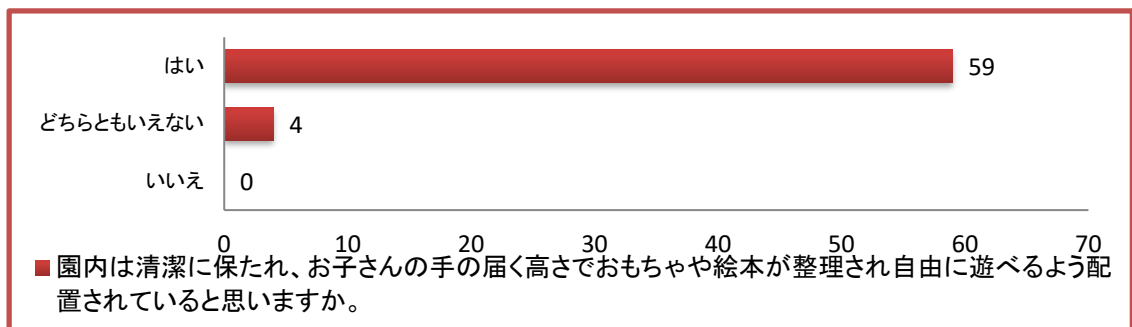 はい
59
どちらともいえない
4
いいえ
0
0 10 20 30 40 50 60 70
園内は清潔に保たれ、お子さんの手の届く高さでおもちゃや絵本が整理され自由に遊べるよう配
置されていると思いますか。